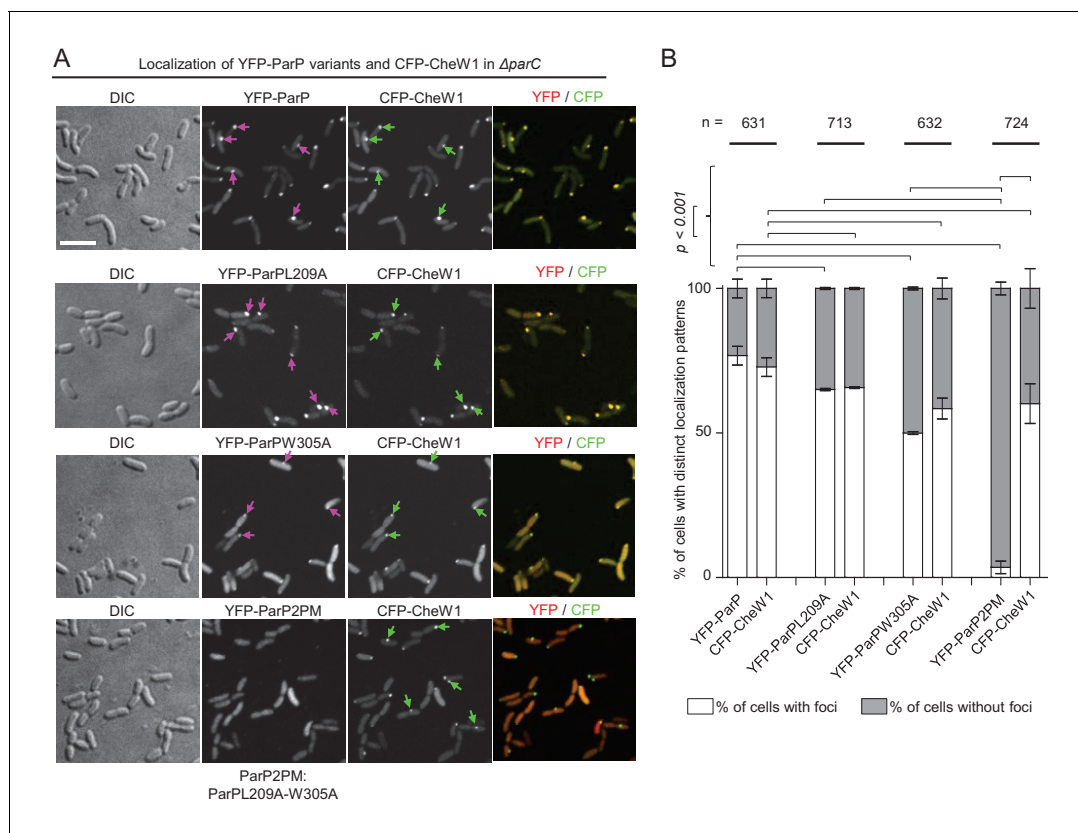 A
Localization of YFP-ParP variants and CFP-CheW1 in ΔparC
DIC
YFP-ParP
CFP-CheW1
YFP / CFP
DIC
YFP-ParPL209A
CFP-CheW1
YFP / CFP
DIC
YFP-ParPW305A
CFP-CheW1
YFP / CFP
DIC
YFP-ParP2PM
CFP-CheW1
YFP / CFP
ParP2PM:
ParPL209A-W305A
B
n = 631 713 632 724
p < 0.001
% of cells with distinct localization patterns
100
50
0
YFP-ParP
CFP-CheW1
YFP-ParPL209A
CFP-CheW1
YFP-ParPW305A
CFP-CheW1
YFP-ParP2PM
CFP-CheW1
% of cells with foci
% of cells without foci